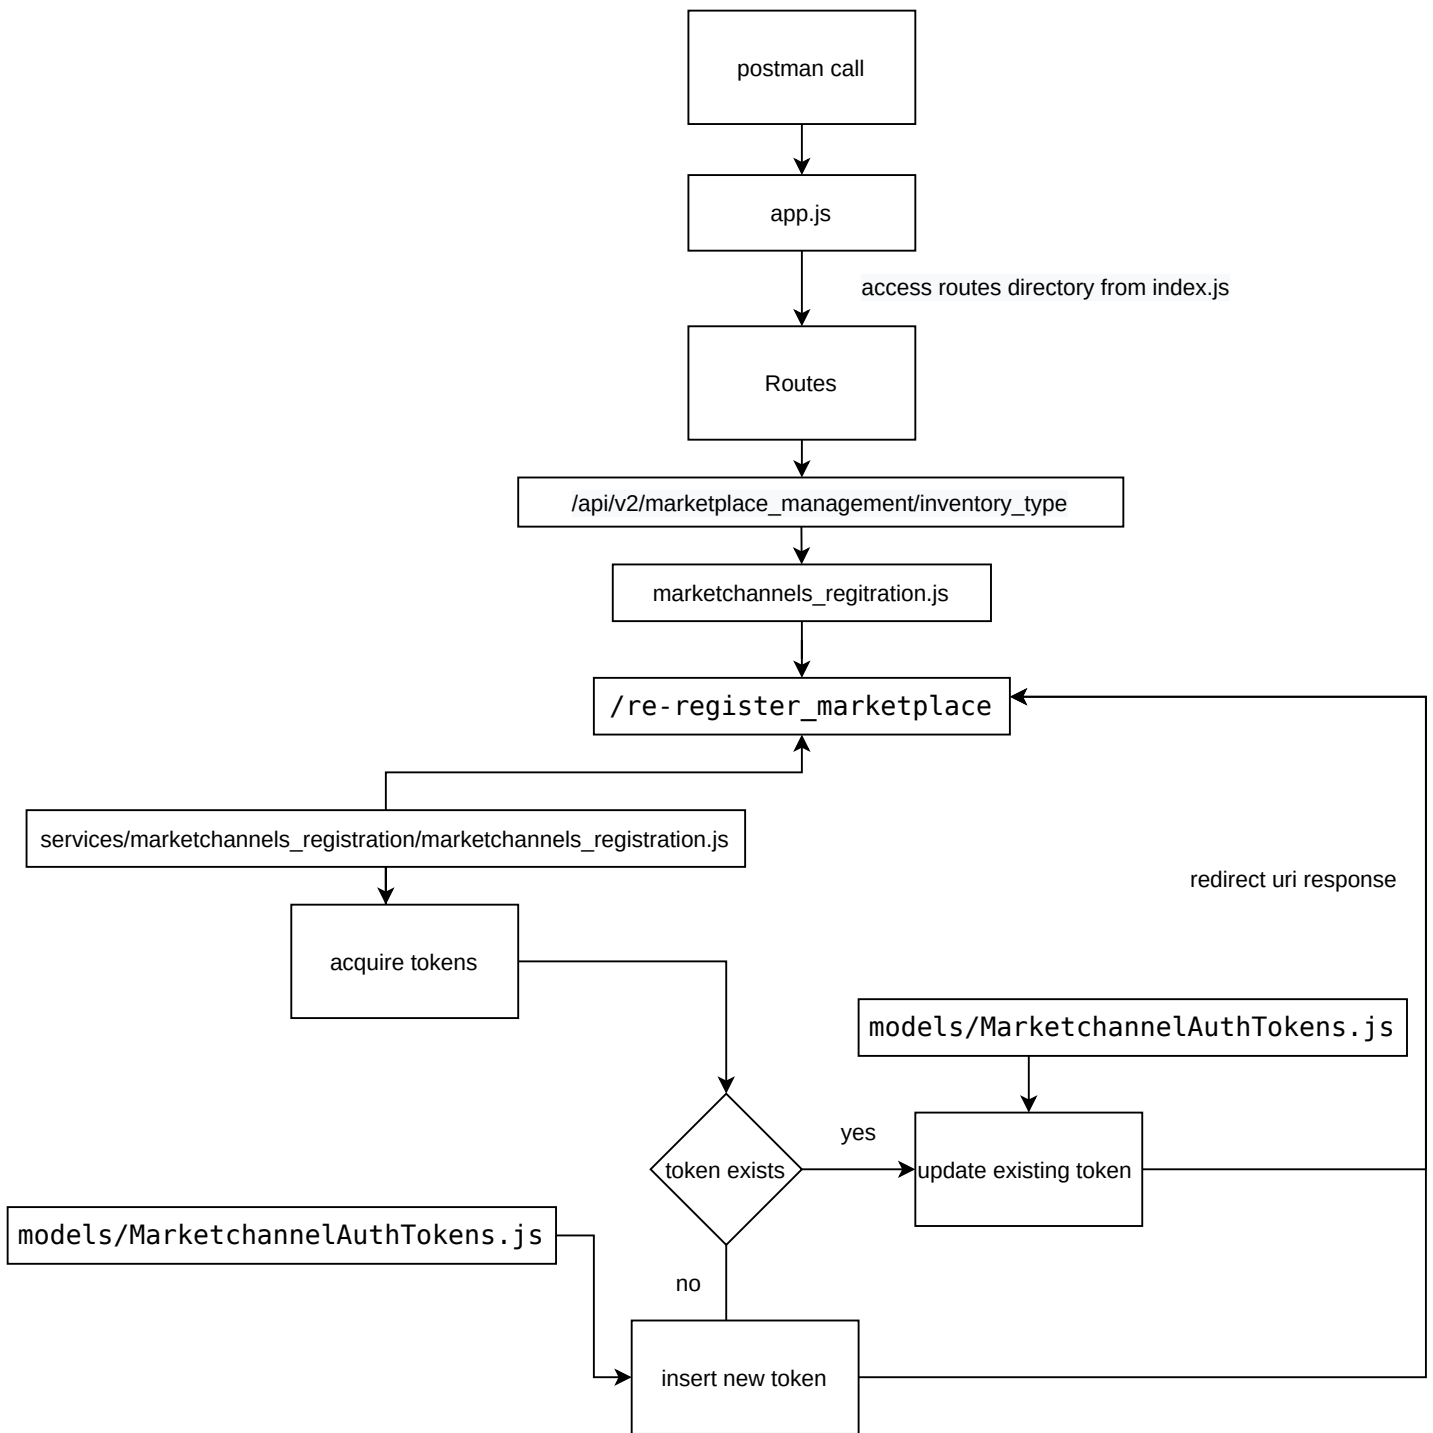 postman call
app.js
access routes directory from index.js
Routes
/api/v2/marketplace_management/inventory_type
marketchannels_regitration.js
/re-register_marketplace
services/marketchannels_registration/marketchannels_registration.js
redirect uri response
acquire tokens
models/MarketchannelAuthTokens.js
yes
token exists
update existing token
models/MarketchannelAuthTokens.js
no
insert new token